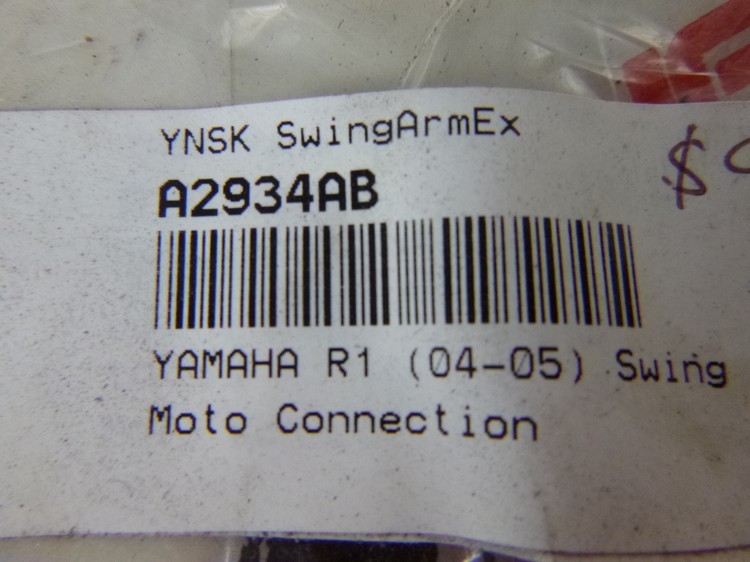 YNSK SwingArmEx
A2934AB
$
YAMAHA R1 (04-05) Swing
Moto Connection